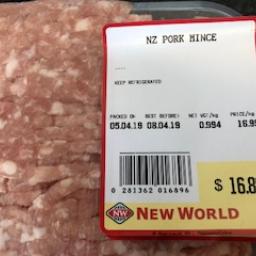 NZ PORK MINCE
....
KEEP REFRIGERATED
PACKED ON BEST BEFORE: NET WGT/kg PRICE/kg
05.04.19 08.04.19 0.994 16.9
0 281362 016896
$ 16.8
NW NEW WORLD